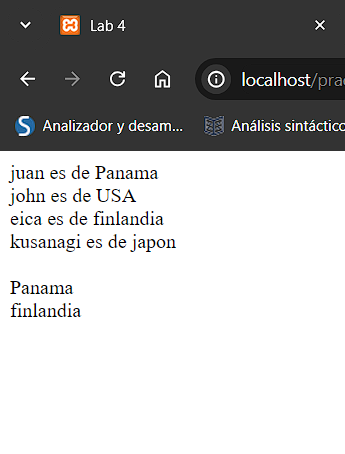 Lab 4
localhost/prac
Analizador y desam...
Análisis sintáctico
juan es de Panama
john es de USA
eica es de finlandia
kusanagi es de japon
Panama
finlandia